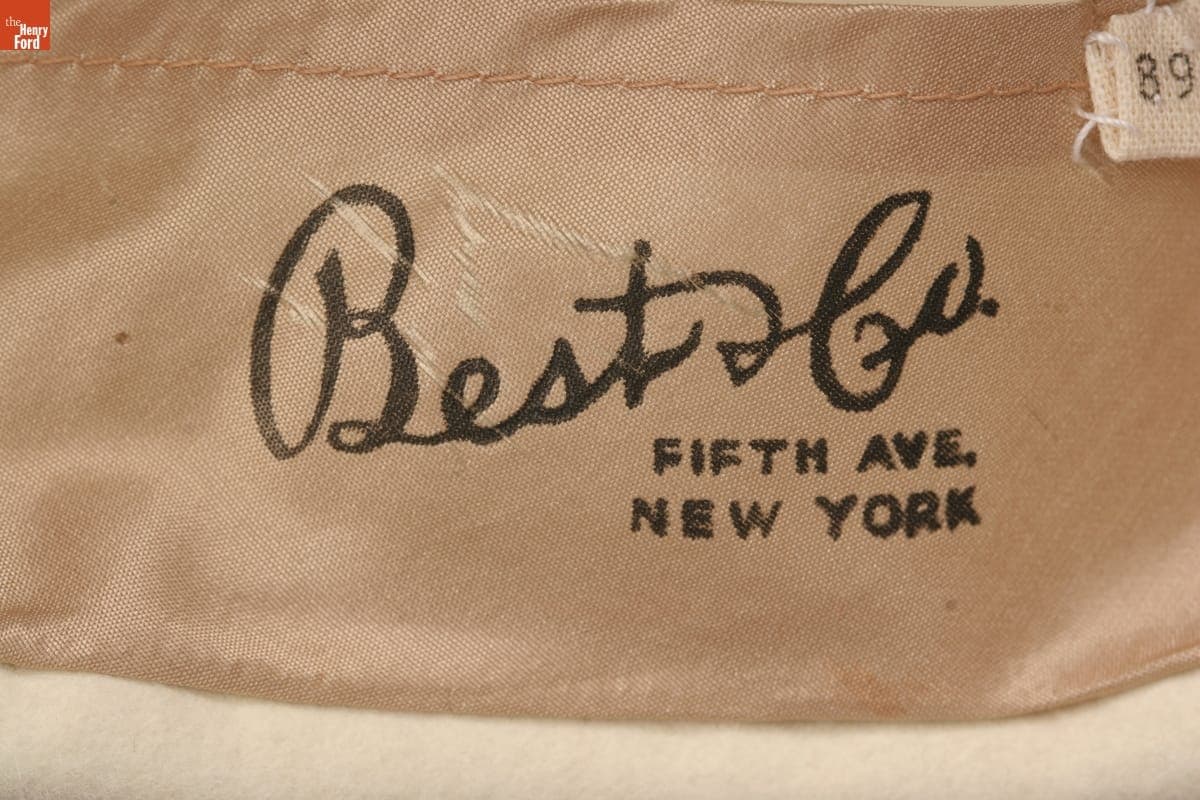 the
Henry
Ford
89
Best & Co.
FIFTH AVE.
NEW YORK